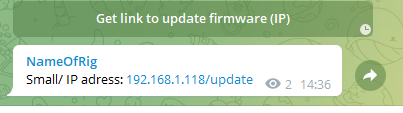 Get link to update firmware (IP)
NameOfRig
Small/ IP adress: 192.168.1.118/update
2 14:36